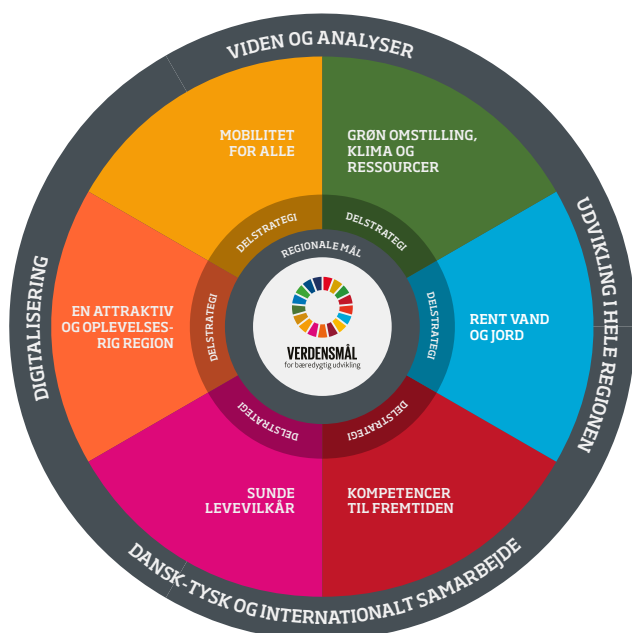 VIDEN OG ANALYSER
MOBILITET
FOR ALLE
GRØN OMSTILLING,
KLIMA OG
RESSOURCER
UDVIKLING I HELE REGIONEN
DIGITALISERING
DELSTRATEGI
DELSTRATEGI
REGIONALE MÅL
EN ATTRAKTIV
OG OPLEVELSES-
RIG REGION
DELSTRATEGI
VERDENSMÅL
for bæredygtig udvikling
DELSTRATEGI
RENT VAND
OG JORD
DELSTRATEGI
DELSTRATEGI
SUNDE
LEVEVILKÅR
KOMPETENCER
TIL FREMTIDEN
DANSK-TYSK OG INTERNATIONALT SAMARBEJDE